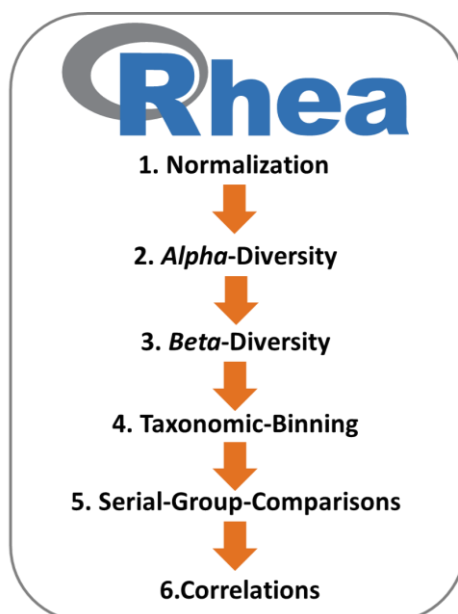 Rhea
1. Normalization
2. Alpha-Diversity
3. Beta-Diversity
4. Taxonomic-Binning
5. Serial-Group-Comparisons
6.Correlations